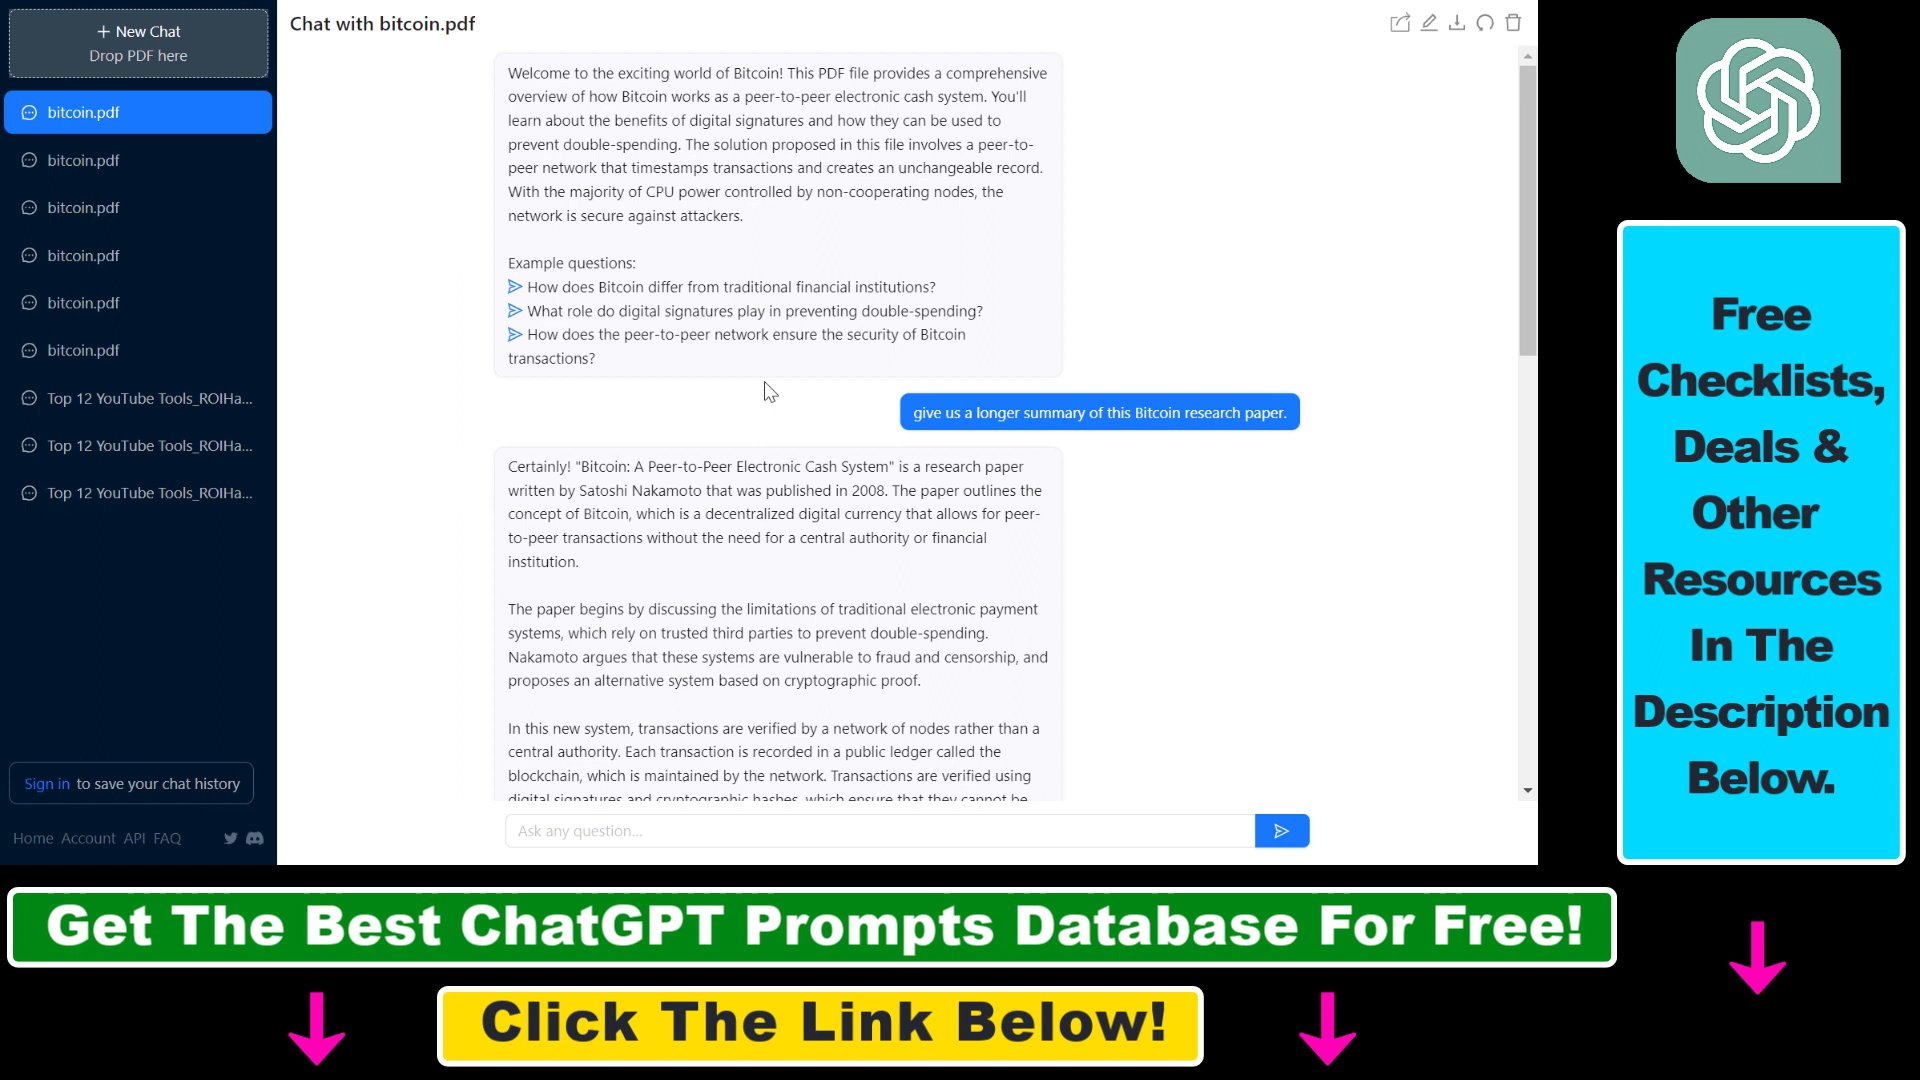 + New Chat
Drop PDF here
bitcoin.pdf
bitcoin.pdf
bitcoin.pdf
bitcoin.pdf
bitcoin.pdf
bitcoin.pdf
Top 12 YouTube Tools_ROIHa...
Top 12 YouTube Tools_ROIHa...
Top 12 YouTube Tools_ROIHa...
Sign in to save your chat history
Home Account API FAQ
Chat with bitcoin.pdf
Welcome to the exciting world of Bitcoin! This PDF file provides a comprehensive
overview of how Bitcoin works as a peer-to-peer electronic cash system. You'll
learn about the benefits of digital signatures and how they can be used to
prevent double-spending. The solution proposed in this file involves a peer-to-
peer network that timestamps transactions and creates an unchangeable record.
With the majority of CPU power controlled by non-cooperating nodes, the
network is secure against attackers.
Example questions:
How does Bitcoin differ from traditional financial institutions?
What role do digital signatures play in preventing double-spending?
How does the peer-to-peer network ensure the security of Bitcoin
transactions?
give us a longer summary of this Bitcoin research paper.
Certainly! "Bitcoin: A Peer-to-Peer Electronic Cash System" is a research paper
written by Satoshi Nakamoto that was published in 2008. The paper outlines the
concept of Bitcoin, which is a decentralized digital currency that allows for peer-
to-peer transactions without the need for a central authority or financial
institution.
The paper begins by discussing the limitations of traditional electronic payment
systems, which rely on trusted third parties to prevent double-spending.
Nakamoto argues that these systems are vulnerable to fraud and censorship, and
proposes an alternative system based on cryptographic proof.
In this new system, transactions are verified by a network of nodes rather than a
central authority. Each transaction is recorded in a public ledger called the
blockchain, which is maintained by the network. Transactions are verified using
digital signatures and cryptographic hashes, which ensure that they cannot be
Ask any question...
Free
Checklists,
Deals &
Other
Resources
In The
Description
Below.
Get The Best ChatGPT Prompts Database For Free!
Click The Link Below!